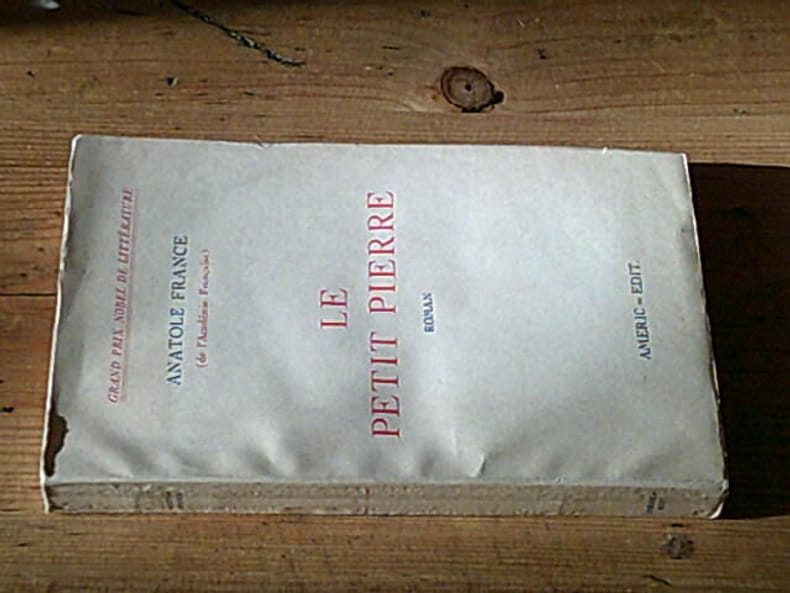 GRAND PRIX NOBEL DE LITTÉRATURE
ANATOLE FRANCE
(de l'Académie Française)
LE
PETIT PIERRE
ROMAN
AMERIC = EDIT.